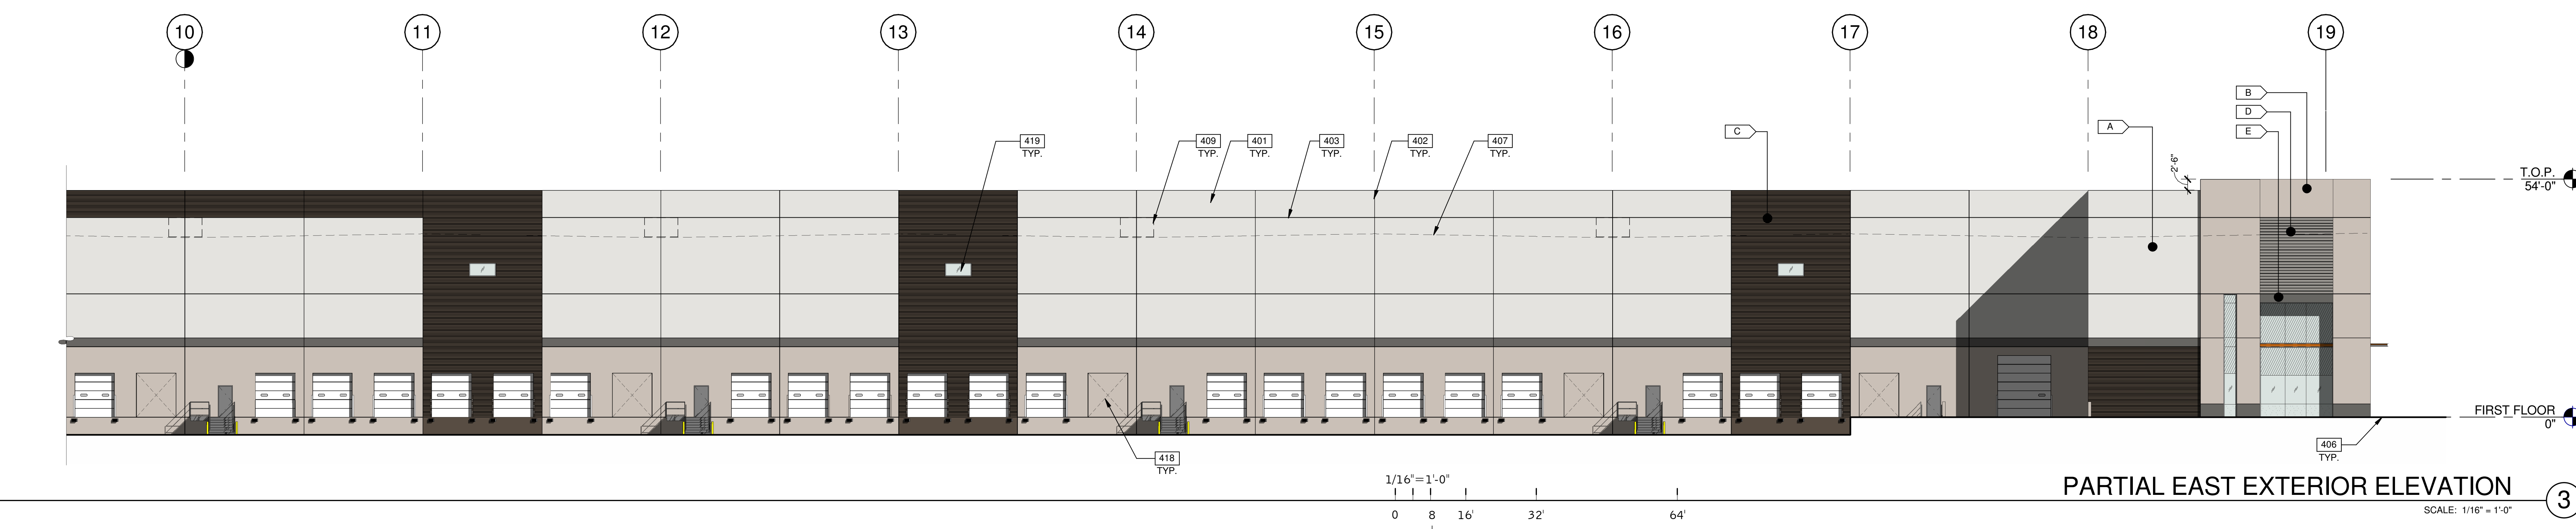 10 11 12 13 14 15 16 17 18 19
B
D
E
A
C
419
TYP.
409
TYP.
401
TYP.
403
TYP.
402
TYP.
407
TYP.
2'-6"
T.O.P.
54'-0"
FIRST FLOOR
0"
406
TYP.
418
TYP.
1/16"=1'-0"
0 8 16' 32' 64'
PARTIAL EAST EXTERIOR ELEVATION
3
SCALE: 1/16" = 1'-0"